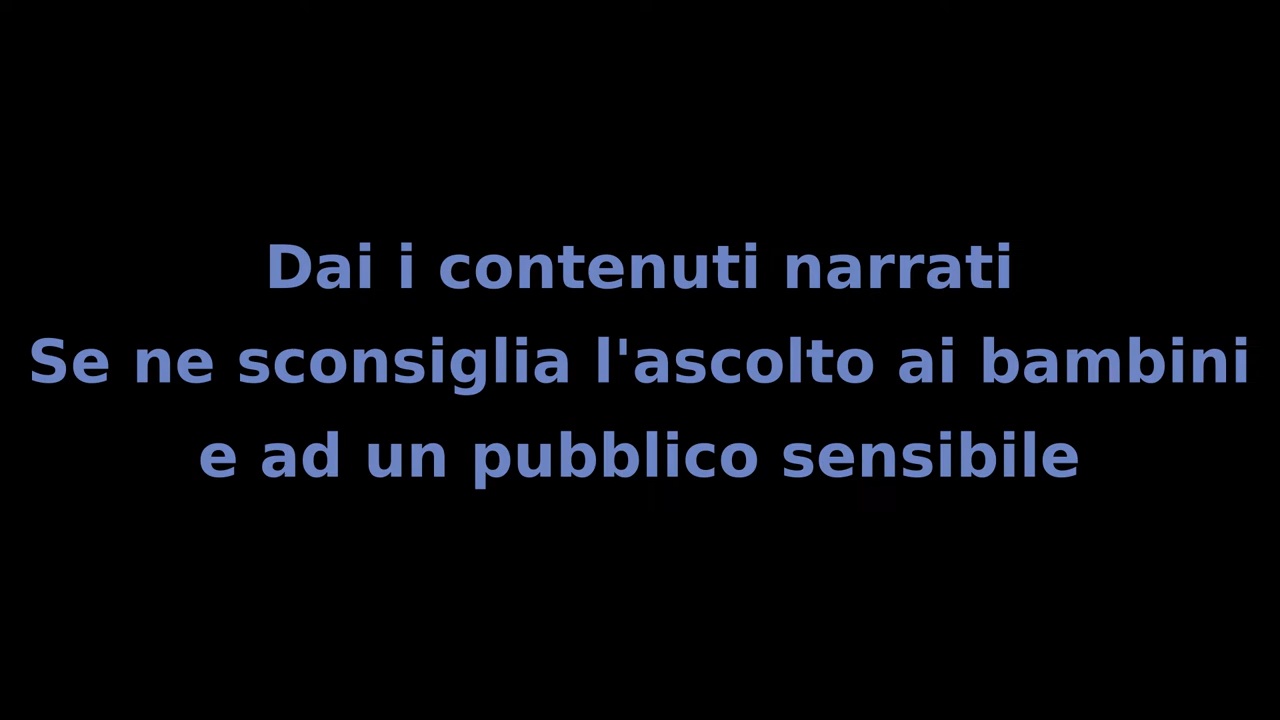 Dai i contenuti narrati
Se ne sconsiglia l'ascolto ai bambini
e ad un pubblico sensibile